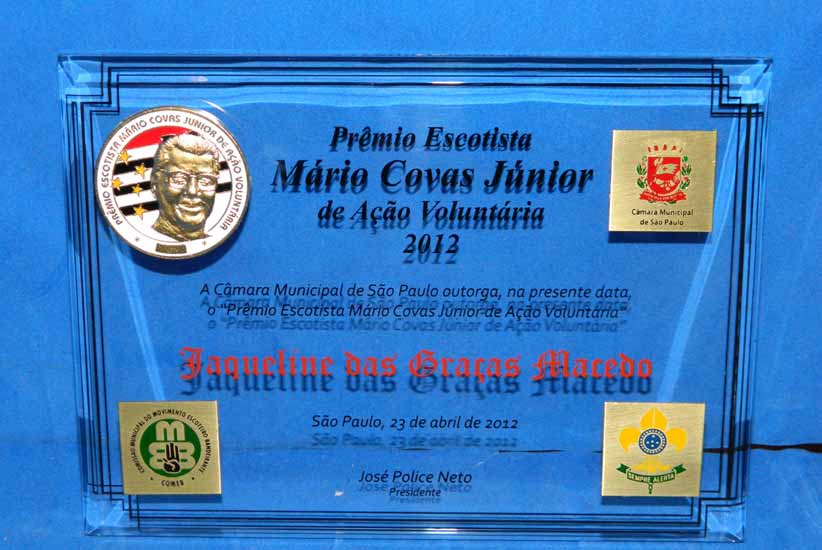 Prêmio Escotista
Mário Covas Júnior
de Ação Voluntária
2012
PRÊMIO ESCOTISTA MÁRIO COVAS JUNIOR DE AÇÃO VOLUNTÁRIA
Câmara Municipal
de São Paulo
A Câmara Municipal de São Paulo outorga, na presente data,
o "Prêmio Escotista Mário Covas Júnior de Ação Voluntária"
Jaqueline das Graças Macedo
São Paulo, 23 de abril de 2012
José Police Neto
Presidente
COMISSÃO MUNICIPAL DO MOVIMENTO ESCOTEIRO BANDEIRANTE
COMEB
SEMPRE ALERTA